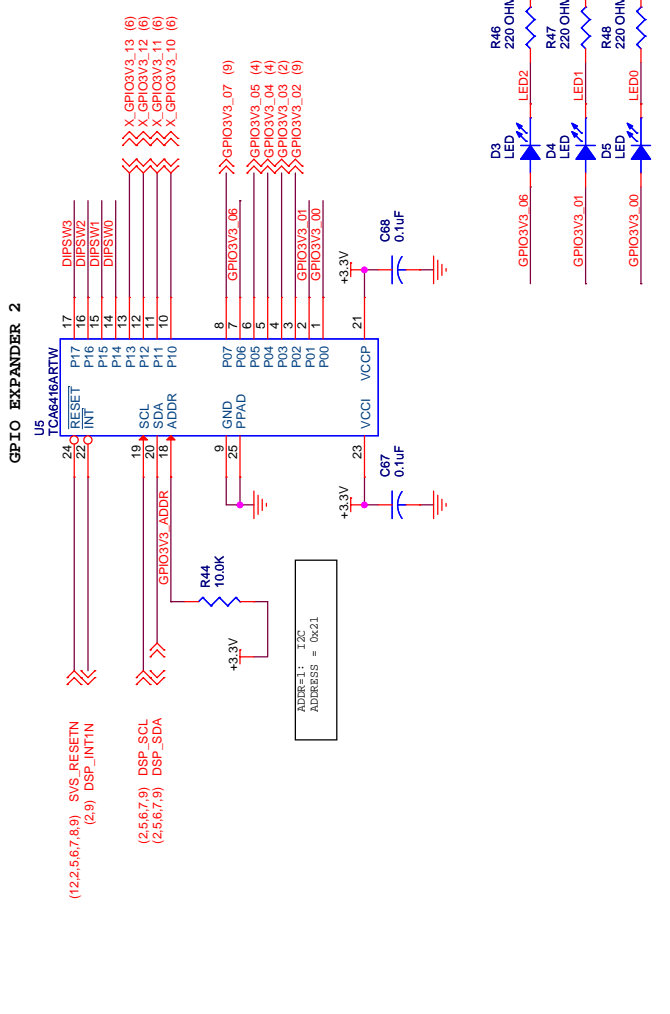 GPIO EXPANDER 2
U5
TCA6416ARTW
24
RESET
22
INT
19
SCL
20
SDA
18
ADDR
9
GND
25
PPAD
23
VCCI
17
P17
16
P16
15
P15
14
P14
13
P13
12
P12
11
P11
10
P10
8
P07
7
P06
6
P05
5
P04
4
P03
3
P02
2
P01
1
P00
21
VCCP
DIPSW3
DIPSW2
DIPSW1
DIPSW0
X_GPIO3V3_13 (6)
X_GPIO3V3_12 (6)
X_GPIO3V3_11 (6)
X_GPIO3V3_10 (6)
GPIO3V3_07 (9)
GPIO3V3_06
GPIO3V3_05 (4)
GPIO3V3_04 (4)
GPIO3V3_03 (2)
GPIO3V3_02 (9)
GPIO3V3_01
GPIO3V3_00
+3.3V
C68
0.1uF
+3.3V
C67
0.1uF
(12,2,5,6,7,8,9) SVS_RESETN
(2,9) DSP_INT1N
(2,5,6,7,9) DSP_SCL
(2,5,6,7,9) DSP_SDA
GPIO3V3_ADDR
R44
10.0K
+3.3V
ADDR=1: I2C
ADDRESS = 0x21
GPIO3V3_06
D3
LED
LED2
R46
220 OHM
GPIO3V3_01
D4
LED
LED1
R47
220 OHM
GPIO3V3_00
D5
LED
LED0
R48
220 OHM